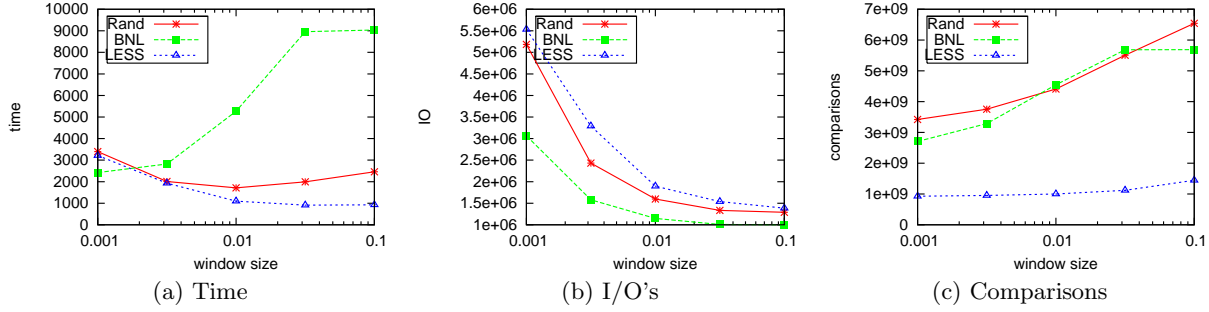 10000
9000
8000
7000
6000
5000
4000
3000
2000
1000
0
time
Rand
BNL
LESS
0.001
0.01
0.1
window size
(a) Time
6e+06
5.5e+06
5e+06
4.5e+06
4e+06
3.5e+06
3e+06
2.5e+06
2e+06
1.5e+06
1e+06
IO
Rand
BNL
LESS
0.001
0.01
0.1
window size
(b) I/O's
7e+09
6e+09
5e+09
4e+09
3e+09
2e+09
1e+09
0
comparisons
Rand
BNL
LESS
0.001
0.01
0.1
window size
(c) Comparisons